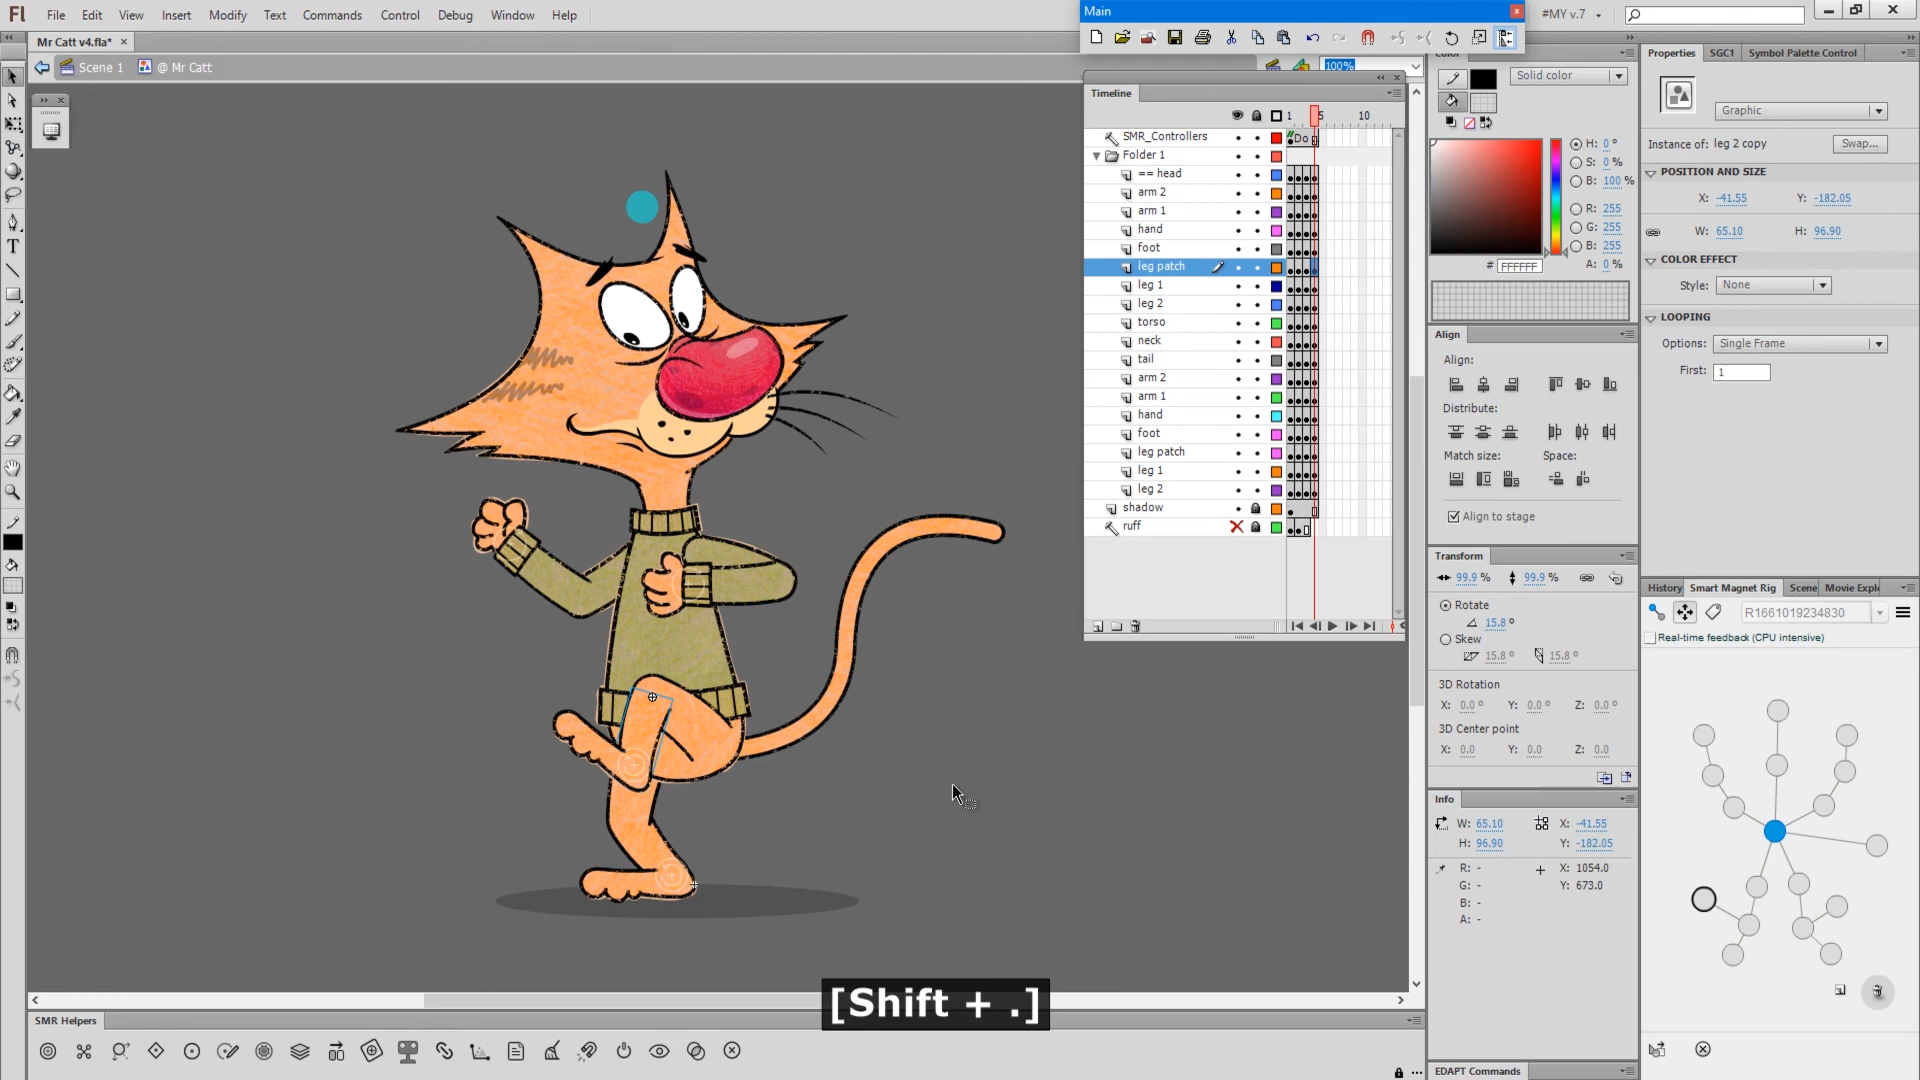 Fl File Edit View Insert Modify Text Commands Control Debug Window Help
Main
#MY v.7
Mr Catt v4.fla*
Scene 1 @ Mr Catt
100%
Timeline
1 5 10
SMR_Controllers
Do
Folder 1
== head
arm 2
arm 1
hand
foot
leg patch
leg 1
leg 2
torso
neck
tail
arm 2
arm 1
hand
foot
leg patch
leg 1
leg 2
shadow
ruff
Color
Solid color
H: 0 °
S: 0 %
B: 100 %
R: 255
G: 255
B: 255
# FFFFFF A: 0 %
Align
Align:
Distribute:
Match size: Space:
Align to stage
Transform
99.9 % 99.9 %
Rotate
15.8 °
Skew
15.8 ° 15.8 °
3D Rotation
X: 0.0 ° Y: 0.0 ° Z: 0.0 °
3D Center point
X: 0.0 Y: 0.0 Z: 0.0
Info
W: 65.10 X: -41.55
H: 96.90 Y: -182.05
R: - X: 1054.0
G: - Y: 673.0
B: -
A: -
EDAPT Commands
Properties SGC1 Symbol Palette Control
Graphic
Instance of: leg 2 copy Swap...
POSITION AND SIZE
X: -41.55 Y: -182.05
W: 65.10 H: 96.90
COLOR EFFECT
Style: None
LOOPING
Options: Single Frame
First: 1
History Smart Magnet Rig Scene Movie Expl
R1661019234830
Real-time feedback (CPU intensive)
[Shift + .]
SMR Helpers